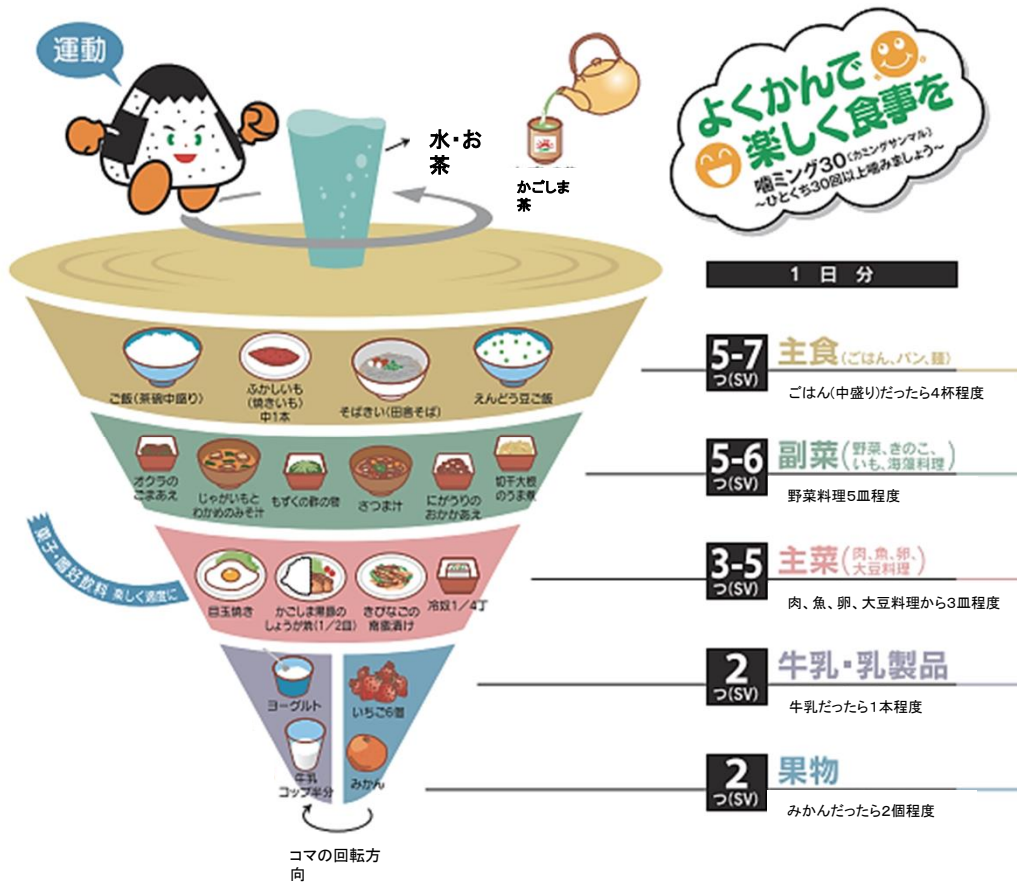 運動
水・お
茶
かごしま
茶
よくかんで
楽しく食事を
噛ミング30(カミングサンマル)
～ひとくち30回以上噛みましょう～
1日分
ご飯(茶碗中盛り)
ふかしいも
(焼きいも)
中1本
そばきい(田舎そば)
えんどう豆ご飯
5-7
つ(SV)
主食(ごはん、パン、麺)
ごはん(中盛り)だったら4杯程度
オクラの
ごまあえ
じゃがいもと
わかめのみそ汁
もずくの酢の物
さつま汁
にがうりの
おかかあえ
切干大根
のうま煮
5-6
つ(SV)
副菜(野菜、きのこ、
いも、海藻料理)
野菜料理5皿程度
菓子・嗜好飲料 楽しく適度に
目玉焼き
かごしま黒豚の
しょうが焼(1/2皿)
きびなごの
南蛮漬け
冷奴1/4丁
3-5
つ(SV)
主菜(肉、魚、卵、
大豆料理)
肉、魚、卵、大豆料理から3皿程度
ヨーグルト
いちご6個
牛乳
コップ半分
みかん
2
つ(SV)
牛乳・乳製品
牛乳だったら1本程度
2
つ(SV)
果物
みかんだったら2個程度
コマの回転方
向